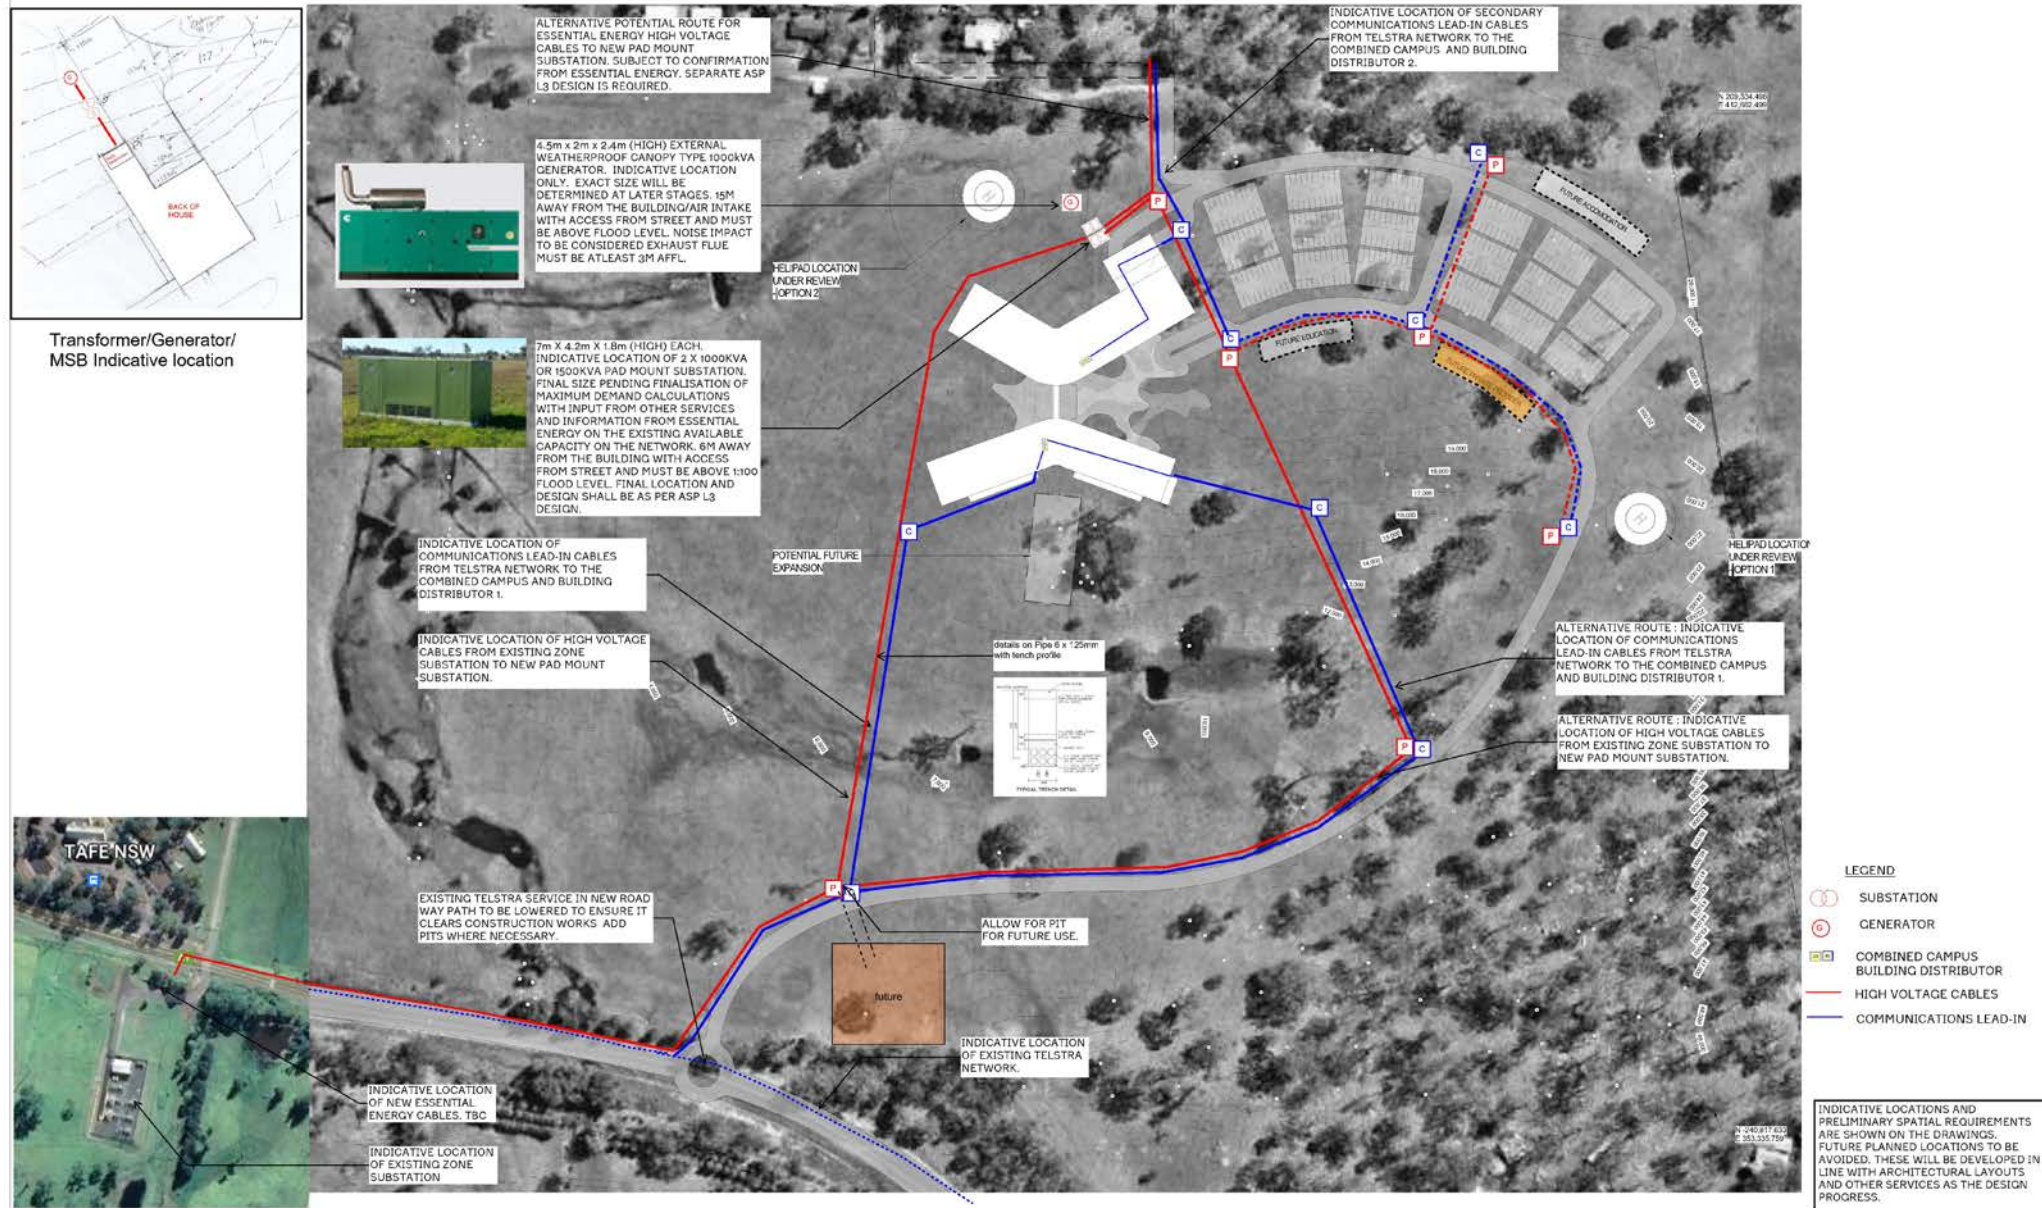 BACK OF
HOUSE
Transformer/Generator/
MSB Indicative location
ALTERNATIVE POTENTIAL ROUTE FOR
ESSENTIAL ENERGY HIGH VOLTAGE
CABLES TO NEW PAD MOUNT
SUBSTATION. SUBJECT TO CONFIRMATION
FROM ESSENTIAL ENERGY. SEPARATE ASP
L3 DESIGN IS REQUIRED.
4.5m x 2m x 2.4m (HIGH) EXTERNAL
WEATHERPROOF CANOPY TYPE 1000kVA
GENERATOR. INDICATIVE LOCATION
ONLY. EXACT SIZE WILL BE
DETERMINED AT LATER STAGES. 15M
AWAY FROM THE BUILDING/AIR INTAKE
WITH ACCESS FROM STREET AND MUST
BE ABOVE FLOOD LEVEL. NOISE IMPACT
TO BE CONSIDERED EXHAUST FLUE
MUST BE ATLEAST 3M AFFL.
7m X 4.2m X 1.8m (HIGH) EACH.
INDICATIVE LOCATION OF 2 X 1000KVA
OR 1500KVA PAD MOUNT SUBSTATION.
FINAL SIZE PENDING FINALISATION OF
MAXIMUM DEMAND CALCULATIONS
WITH INPUT FROM OTHER SERVICES
AND INFORMATION FROM ESSENTIAL
ENERGY ON THE EXISTING AVAILABLE
CAPACITY ON THE NETWORK. 6M AWAY
FROM THE BUILDING WITH ACCESS
FROM STREET AND MUST BE ABOVE 1:100
FLOOD LEVEL. FINAL LOCATION AND
DESIGN SHALL BE AS PER ASP L3
DESIGN.
INDICATIVE LOCATION OF SECONDARY
COMMUNICATIONS LEAD-IN CABLES
FROM TELSTRA NETWORK TO THE
COMBINED CAMPUS AND BUILDING
DISTRIBUTOR 2.
G
H
HELIPAD LOCATION
UNDER REVIEW
-OPTION 2
P
C
C
P
C
P
C
P
FUTURE ACCOMODATION
FUTURE EDUCATION
C
P
C
H
HELIPAD LOCATION
UNDER REVIEW
-OPTION 1
C
INDICATIVE LOCATION OF
COMMUNICATIONS LEAD-IN CABLES
FROM TELSTRA NETWORK TO THE
COMBINED CAMPUS AND BUILDING
DISTRIBUTOR 1.
POTENTIAL FUTURE
EXPANSION
INDICATIVE LOCATION OF HIGH VOLTAGE
CABLES FROM EXISTING ZONE
SUBSTATION TO NEW PAD MOUNT
SUBSTATION.
details on Pipe 6 x 125mm
with tench profile
TYPICAL TRENCH DETAIL
ALTERNATIVE ROUTE : INDICATIVE
LOCATION OF COMMUNICATIONS
LEAD-IN CABLES FROM TELSTRA
NETWORK TO THE COMBINED CAMPUS
AND BUILDING DISTRIBUTOR 1.
ALTERNATIVE ROUTE : INDICATIVE
LOCATION OF HIGH VOLTAGE CABLES
FROM EXISTING ZONE SUBSTATION TO
NEW PAD MOUNT SUBSTATION.
P
C
TAFE NSW
EXISTING TELSTRA SERVICE IN NEW ROAD
WAY PATH TO BE LOWERED TO ENSURE IT
CLEARS CONSTRUCTION WORKS ADD
PITS WHERE NECESSARY.
P
ALLOW FOR PIT
FOR FUTURE USE.
future
INDICATIVE LOCATION
OF EXISTING TELSTRA
NETWORK.
INDICATIVE LOCATION
OF NEW ESSENTIAL
ENERGY CABLES. TBC
INDICATIVE LOCATION
OF EXISTING ZONE
SUBSTATION
LEGEND
SUBSTATION
G
GENERATOR
COMBINED CAMPUS
BUILDING DISTRIBUTOR
HIGH VOLTAGE CABLES
COMMUNICATIONS LEAD-IN
INDICATIVE LOCATIONS AND
PRELIMINARY SPATIAL REQUIREMENTS
ARE SHOWN ON THE DRAWINGS.
FUTURE PLANNED LOCATIONS TO BE
AVOIDED. THESE WILL BE DEVELOPED IN
LINE WITH ARCHITECTURAL LAYOUTS
AND OTHER SERVICES AS THE DESIGN
PROGRESS.